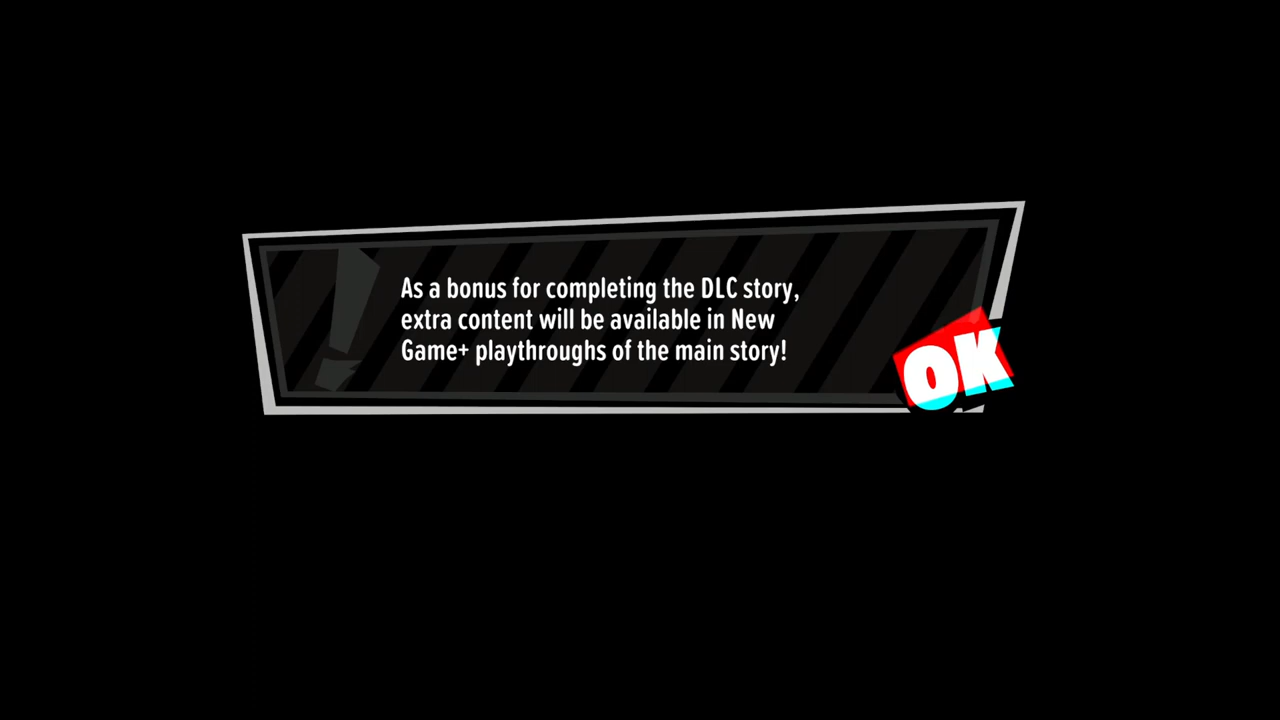 As a bonus for completing the DLC story,
extra content will be available in New
Game+ playthroughs of the main story!
OK